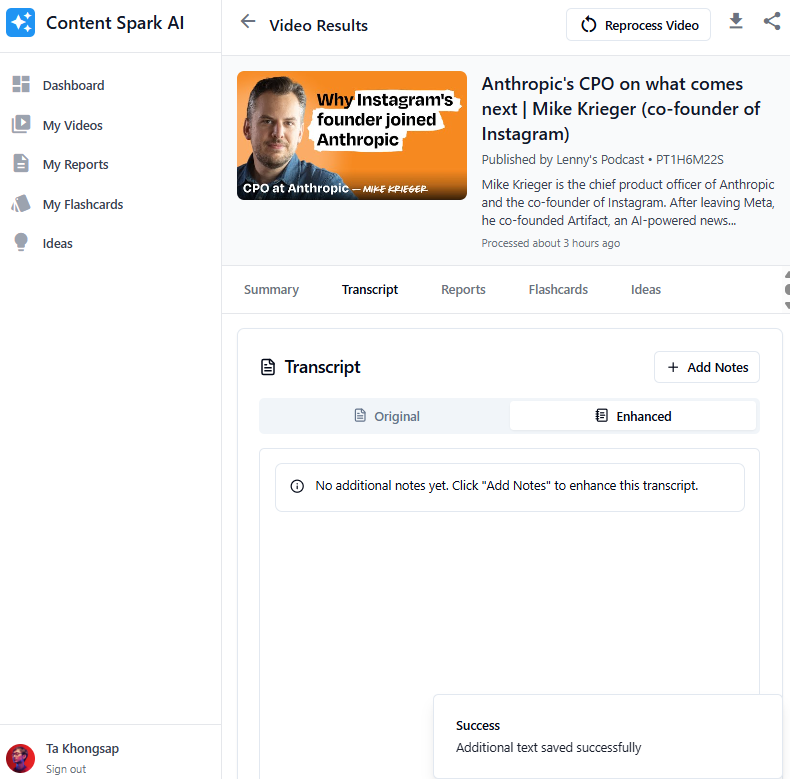 Content Spark AI
Dashboard
My Videos
My Reports
My Flashcards
Ideas
Ta Khongsap
Sign out
Video Results
Reprocess Video
Why Instagram's
founder joined
Anthropic
CPO at Anthropic — MIKE KRIEGER
Anthropic's CPO on what comes
next | Mike Krieger (co-founder of
Instagram)
Published by Lenny's Podcast • PT1H6M22S
Mike Krieger is the chief product officer of Anthropic
and the co-founder of Instagram. After leaving Meta,
he co-founded Artifact, an AI-powered news...
Processed about 3 hours ago
Summary
Transcript
Reports
Flashcards
Ideas
Transcript
Add Notes
Original
Enhanced
No additional notes yet. Click "Add Notes" to enhance this transcript.
Success
Additional text saved successfully